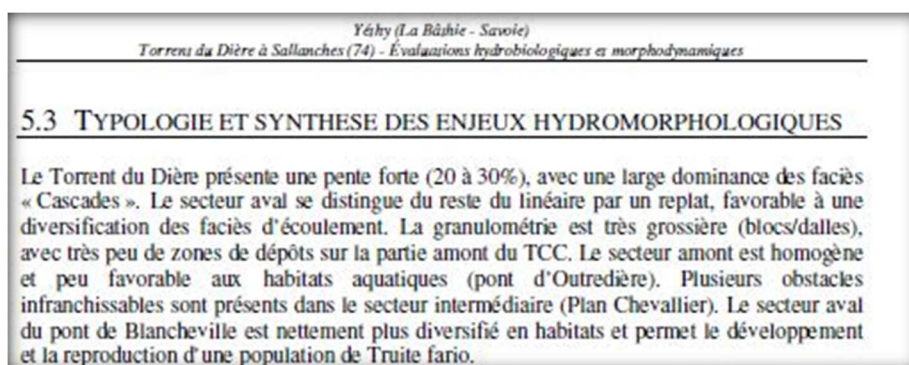 Yéthy (La Bâthie - Savoie)
Torrent du Dière à Sallanches (74) - Évaluations hydrobiologiques et morphodynamiques
5.3 TYPOLOGIE ET SYNTHESE DES ENJEUX HYDROMORPHOLOGIQUES
Le Torrent du Dière présente une pente forte (20 à 30%), avec une large dominance des faciès
« Cascades ». Le secteur aval se distingue du reste du linéaire par un replat, favorable à une
diversification des faciès d'écoulement. La granulométrie est très grossière (blocs/dalles),
avec très peu de zones de dépôts sur la partie amont du TCC. Le secteur amont est homogène
et peu favorable aux habitats aquatiques (pont d'Outredière). Plusieurs obstacles
infranchissables sont présents dans le secteur intermédiaire (Plan Chevallier). Le secteur aval
du pont de Blancheville est nettement plus diversifié en habitats et permet le développement
et la reproduction d'une population de Truite fario.